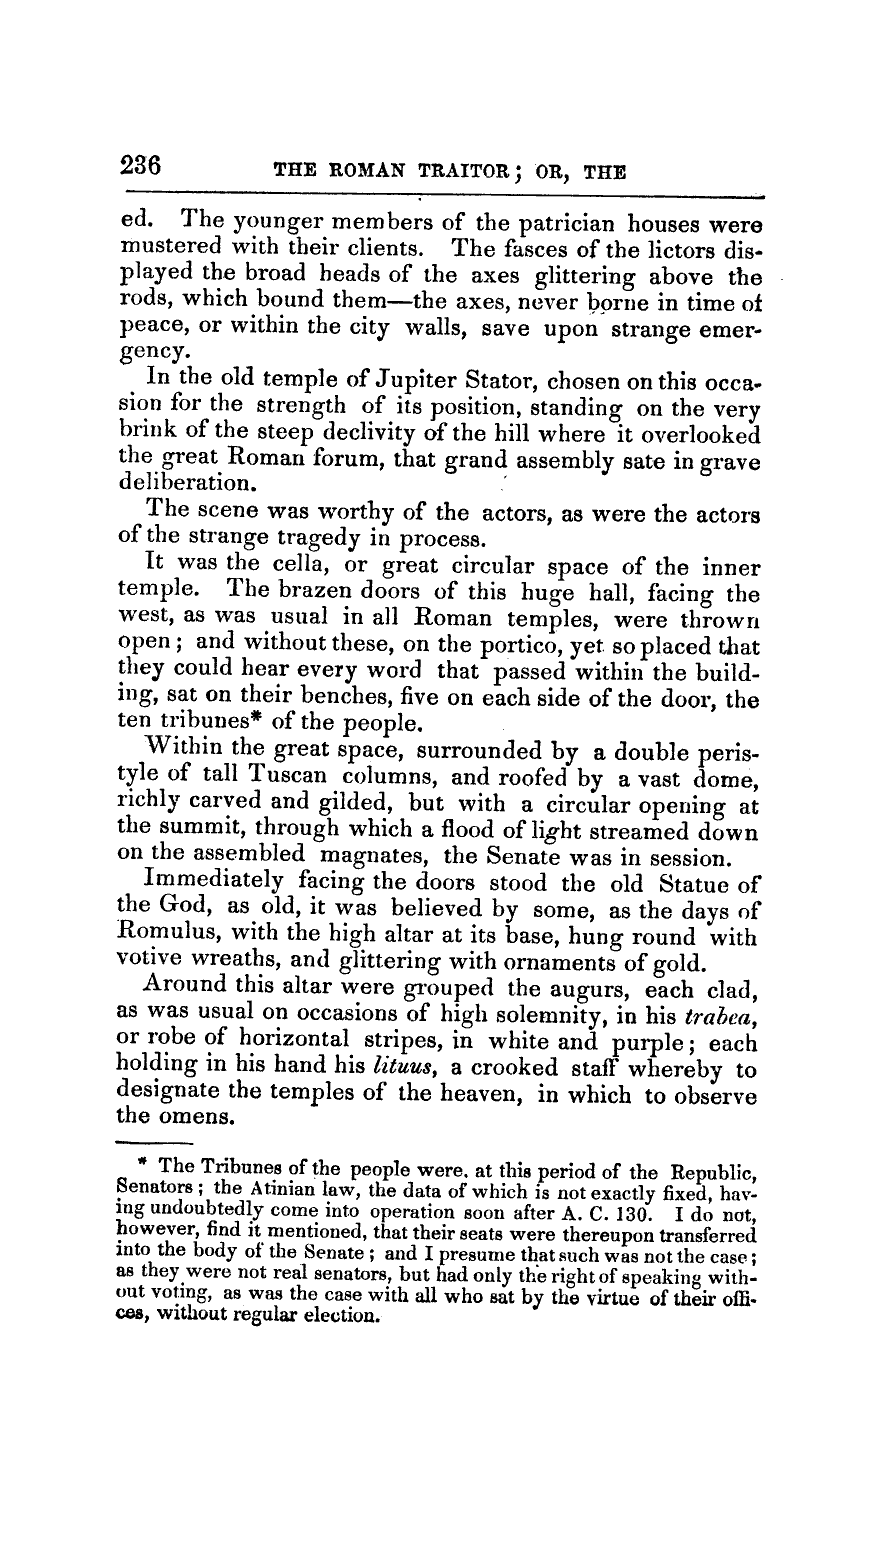 236 THE ROMAN TRAITOR; OR, THE
ed. The younger members of the patrician houses were
mustered with their clients. The fasces of the lictors dis-
played the broad heads of the axes glittering above the
rods, which bound them—the axes, never borne in time of
peace, or within the city walls, save upon strange emer-
gency.
In the old temple of Jupiter Stator, chosen on this occa-
sion for the strength of its position, standing on the very
brink of the steep declivity of the hill where it overlooked
the great Roman forum, that grand assembly sate in grave
deliberation.
The scene was worthy of the actors, as were the actors
of the strange tragedy in process.
It was the cella, or great circular space of the inner
temple. The brazen doors of this huge hall, facing the
west, as was usual in all Roman temples, were thrown
open; and without these, on the portico, yet so placed that
they could hear every word that passed within the build-
ing, sat on their benches, five on each side of the door, the
ten tribunes* of the people.
Within the great space, surrounded by a double peris-
tyle of tall Tuscan columns, and roofed by a vast dome,
richly carved and gilded, but with a circular opening at
the summit, through which a flood of light streamed down
on the assembled magnates, the Senate was in session.
Immediately facing the doors stood the old Statue of
the God, as old, it was believed by some, as the days of
Romulus, with the high altar at its base, hung round with
votive wreaths, and glittering with ornaments of gold.
Around this altar were grouped the augurs, each clad,
as was usual on occasions of high solemnity, in his trabea,
or robe of horizontal stripes, in white and purple; each
holding in his hand his lituus, a crooked staff whereby to
designate the temples of the heaven, in which to observe
the omens.
* The Tribunes of the people were. at this period of the Republic,
Senators; the Atinian law, the data of which is not exactly fixed, hav-
ing undoubtedly come into operation soon after A. C. 130. I do not,
however, find it mentioned, that their seats were thereupon transferred
into the body of the Senate; and I presume that such was not the case;
as they were not real senators, but had only the right of speaking with-
out voting, as was the case with all who sat by the virtue of their offi-
ces, without regular election.